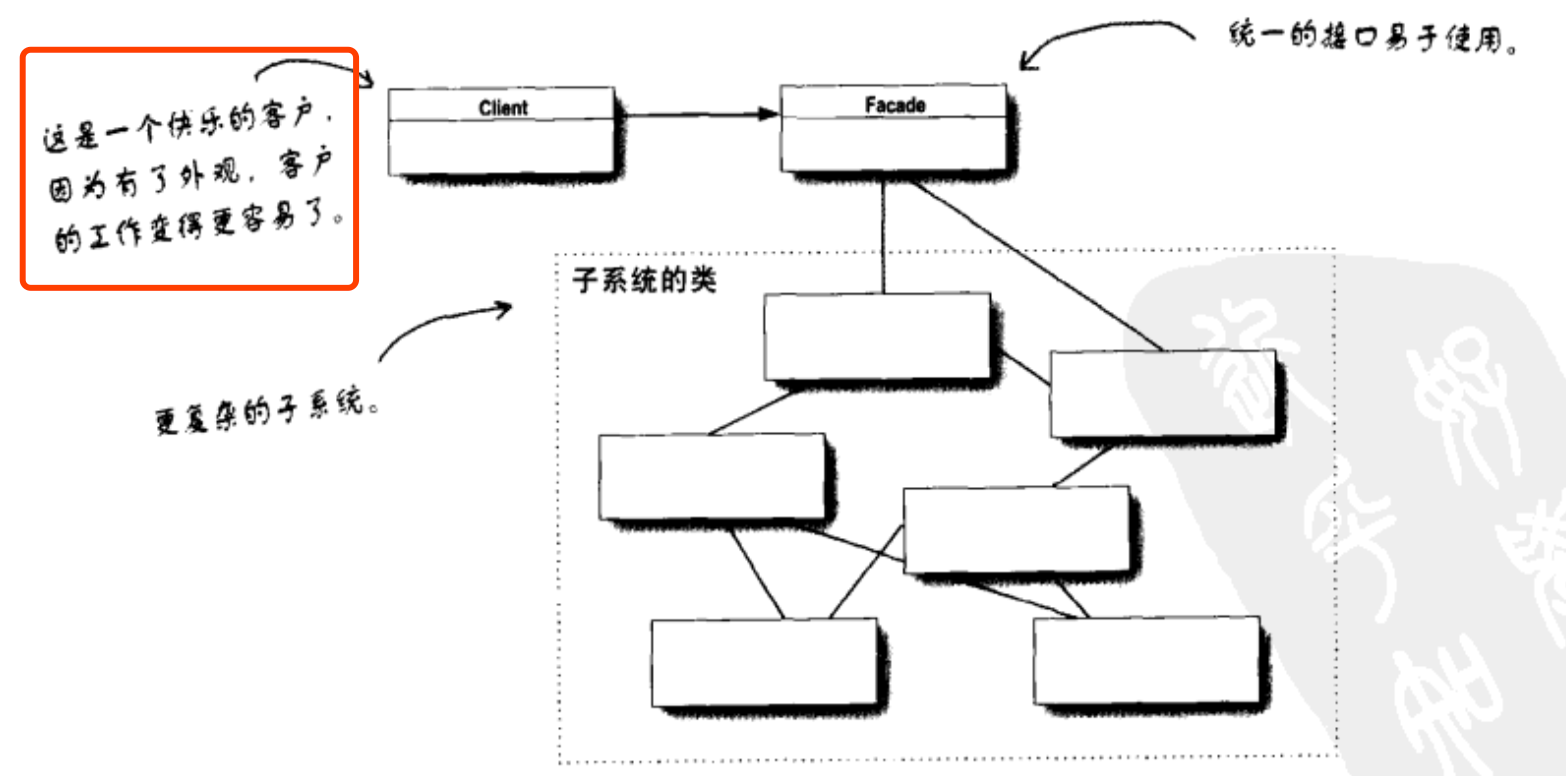 统一的接口易于使用。
这是一个快乐的客户,
因为有了外观,客户
的工作变得更容易了。
Client
Facade
子系统的类
更复杂的子系统。